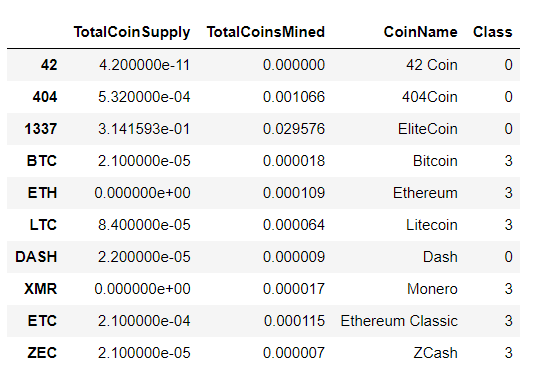 TotalCoinSupply TotalCoinsMined CoinName Class
42 4.200000e-11 0.000000 42 Coin 0
404 5.320000e-04 0.001066 404Coin 0
1337 3.141593e-01 0.029576 EliteCoin 0
BTC 2.100000e-05 0.000018 Bitcoin 3
ETH 0.000000e+00 0.000109 Ethereum 3
LTC 8.400000e-05 0.000064 Litecoin 3
DASH 2.200000e-05 0.000009 Dash 0
XMR 0.000000e+00 0.000017 Monero 3
ETC 2.100000e-04 0.000115 Ethereum Classic 3
ZEC 2.100000e-05 0.000007 ZCash 3